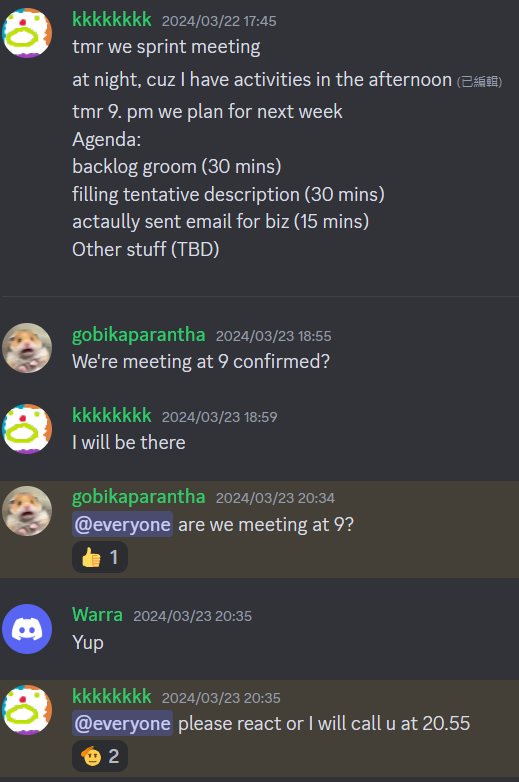 kkkkkkkk 2024/03/22 17:45
tmr we sprint meeting
at night, cuz I have activities in the afternoon (已編輯)
tmr 9. pm we plan for next week
Agenda:
backlog groom (30 mins)
filling tentative description (30 mins)
actaully sent email for biz (15 mins)
Other stuff (TBD)
gobikaparantha 2024/03/23 18:55
We're meeting at 9 confirmed?
kkkkkkkk 2024/03/23 18:59
I will be there
gobikaparantha 2024/03/23 20:34
@everyone are we meeting at 9?
1
Warra 2024/03/23 20:35
Yup
kkkkkkkk 2024/03/23 20:35
@everyone please react or I will call u at 20.55
2